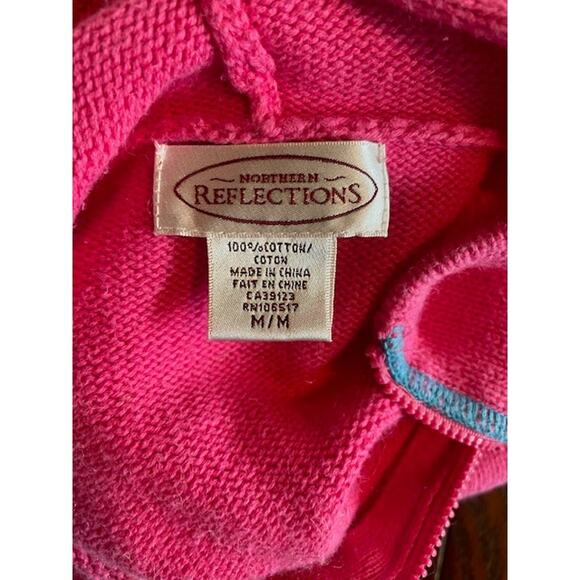 NORTHERN
REFLECTIONS
100%COTTON/
COTON
MADE IN CHINA
FAIT EN CHINE
CA39123
RN106517
M/M